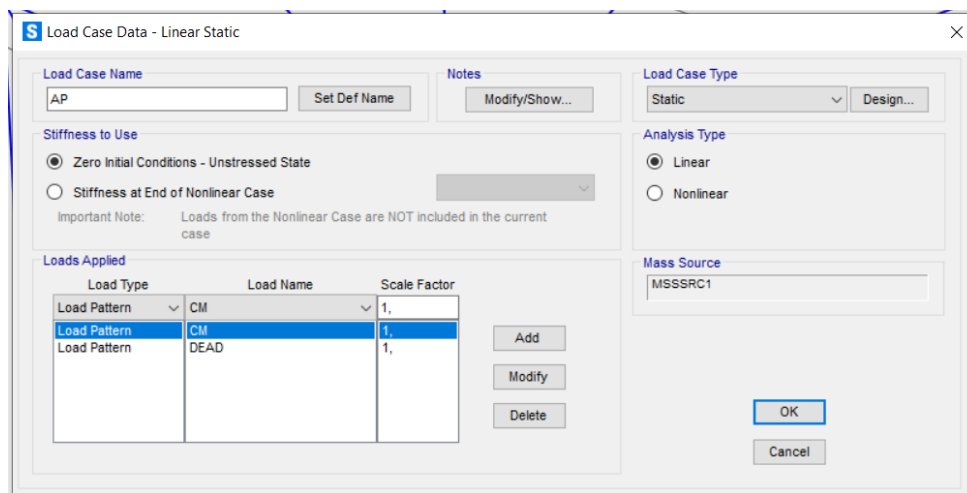 S Load Case Data - Linear Static
Load Case Name
AP
Set Def Name
Notes
Modify/Show...
Load Case Type
Static
Design...
Stiffness to Use
Zero Initial Conditions - Unstressed State
Stiffness at End of Nonlinear Case
Important Note: Loads from the Nonlinear Case are NOT included in the current
case
Analysis Type
Linear
Nonlinear
Loads Applied
Load Type Load Name Scale Factor
Load Pattern CM 1,
Load Pattern CM 1,
Load Pattern DEAD 1,
Add
Modify
Delete
Mass Source
MSSSRC1
OK
Cancel